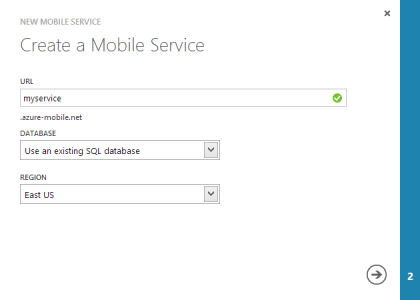 NEW MOBILE SERVICE
Create a Mobile Service
URL
myservice
.azure-mobile.net
DATABASE
Use an existing SQL database
REGION
East US
2